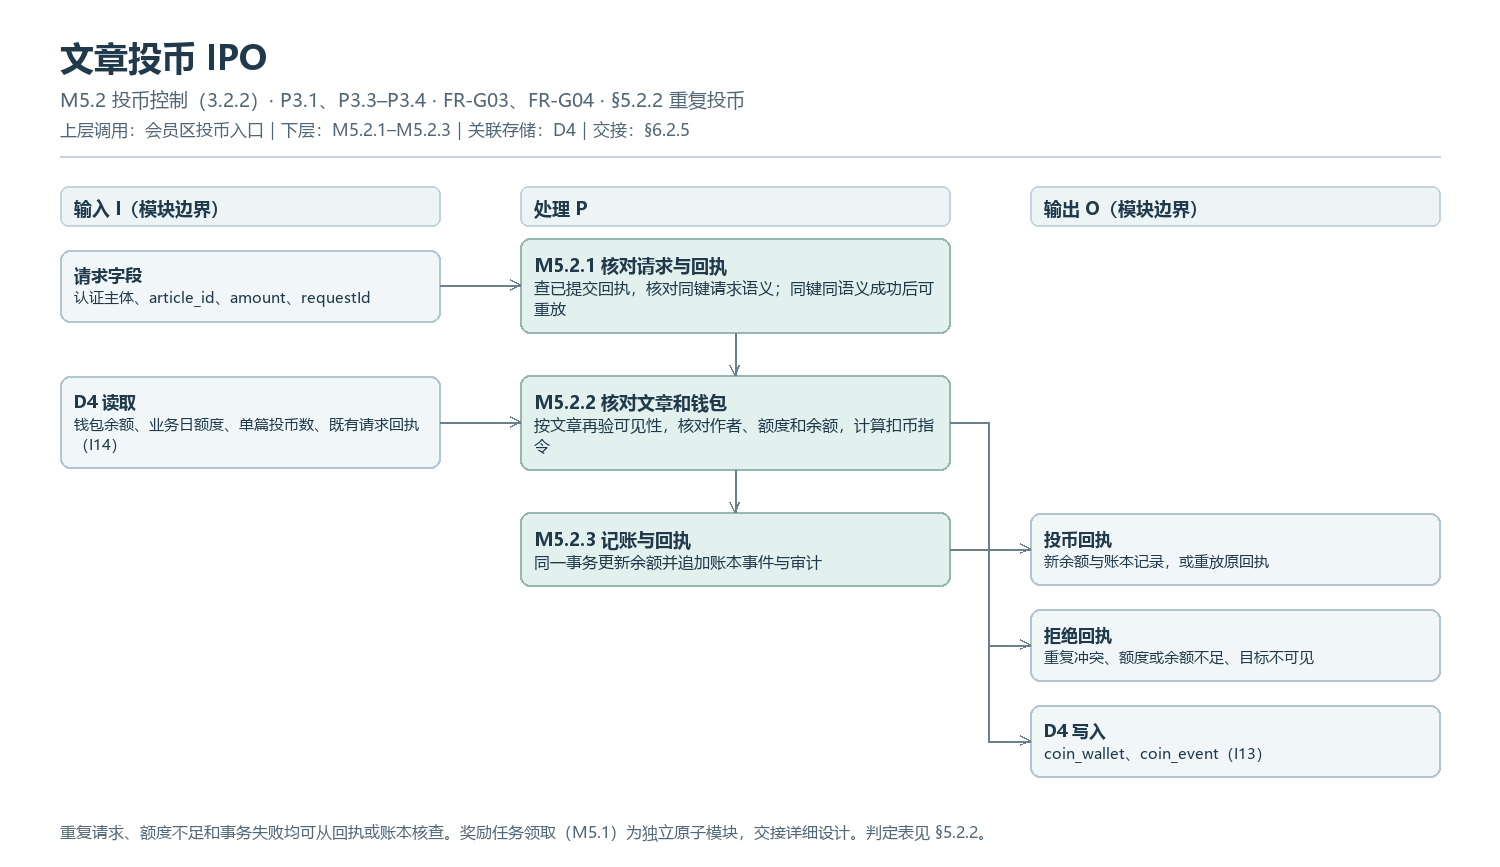 文章投币 IPO
M5.2 投币控制（3.2.2）· P3.1、P3.3–P3.4 · FR-G03、FR-G04 · §5.2.2 重复投币
上层调用：会员区投币入口 | 下层：M5.2.1–M5.2.3 | 关联存储：D4 | 交接：§6.2.5
输入 I（模块边界）
处理 P
输出 O（模块边界）
请求字段
认证主体、article_id、amount、requestId
M5.2.1 核对请求与回执
查已提交回执，核对同键请求语义；同键同语义成功后可
重放
D4 读取
钱包余额、业务日额度、单篇投币数、既有请求回执
（I14）
M5.2.2 核对文章和钱包
按文章再验可见性，核对作者、额度和余额，计算扣币指
令
M5.2.3 记账与回执
同一事务更新余额并追加账本事件与审计
投币回执
新余额与账本记录，或重放原回执
拒绝回执
重复冲突、额度或余额不足、目标不可见
D4 写入
coin_wallet、coin_event（I13）
重复请求、额度不足和事务失败均可从回执或账本核查。奖励任务领取（M5.1）为独立原子模块，交接详细设计。判定表见 §5.2.2。